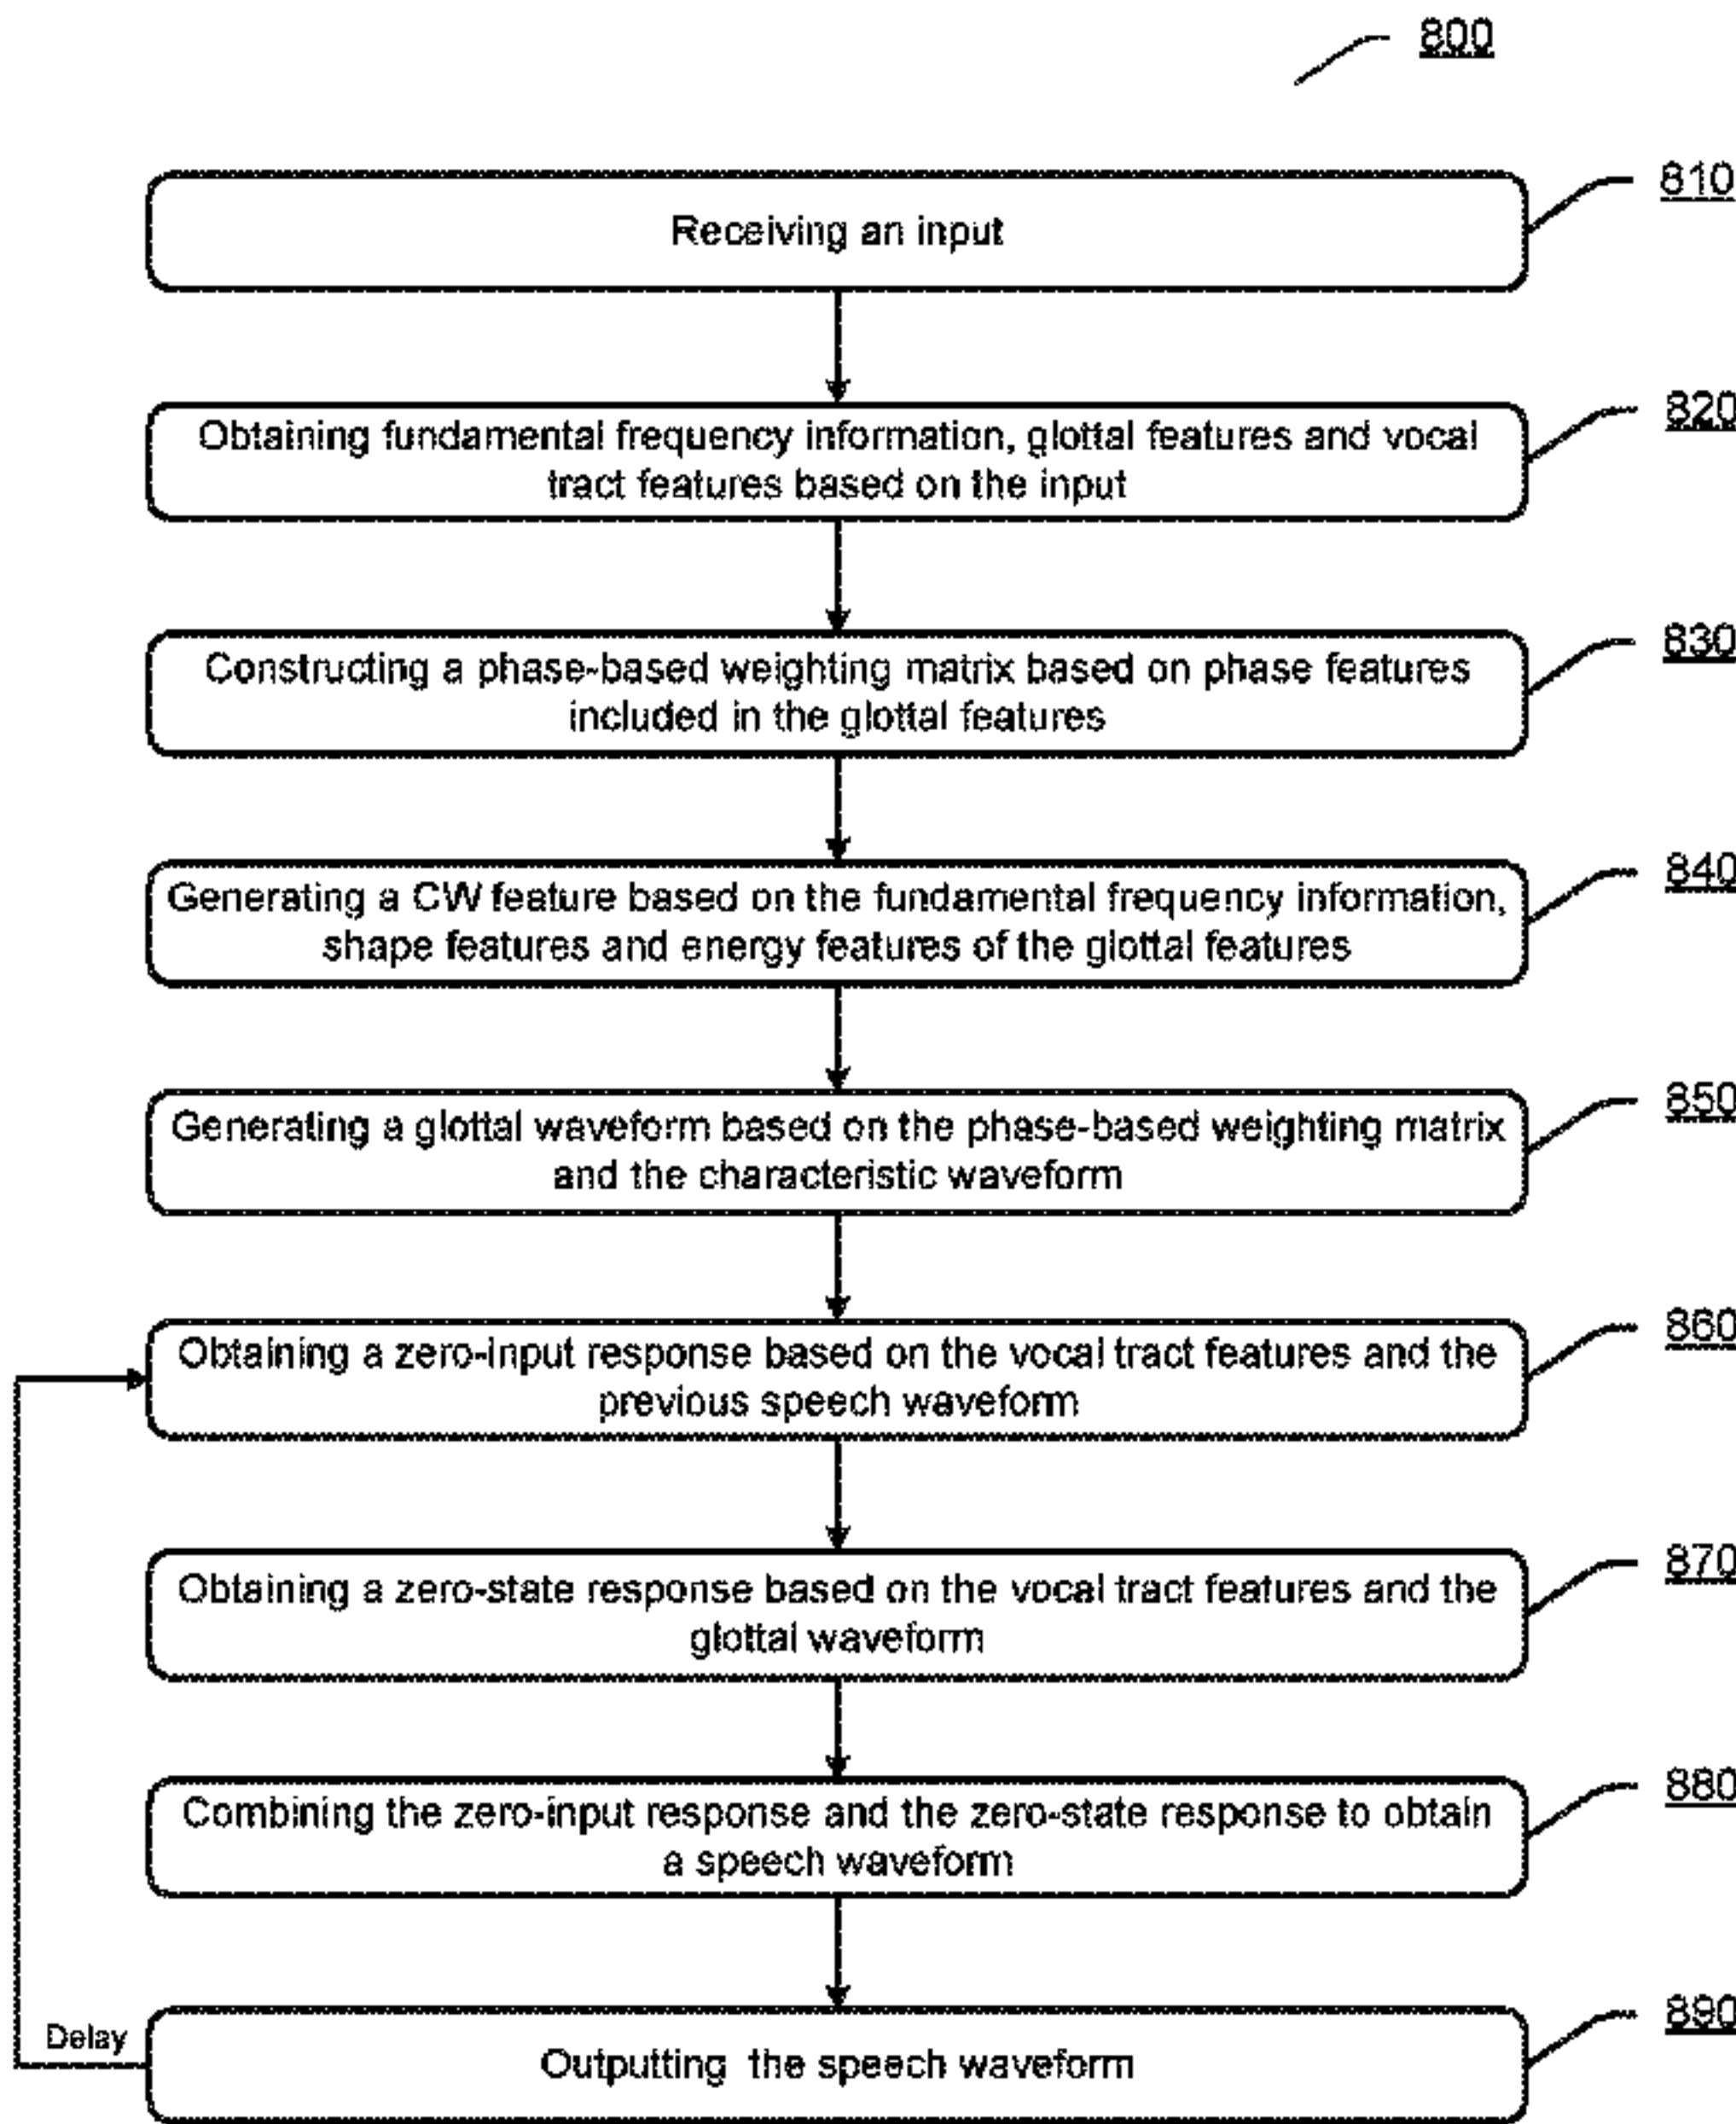 800
810
Receiving an input
820
Obtaining fundamental frequency information, glottal features and vocal
tract features based on the input
830
Constructing a phase-based weighting matrix based on phase features
included in the glottal features
840
Generating a CW feature based on the fundamental frequency information,
shape features and energy features of the glottal features
850
Generating a glottal waveform based on the phase-based weighting matrix
and the characteristic waveform
860
Obtaining a zero-input response based on the vocal tract features and the
previous speech waveform
870
Obtaining a zero-state response based on the vocal tract features and the
glottal waveform
880
Combining the zero-input response and the zero-state response to obtain
a speech waveform
890
Delay
Outputting the speech waveform